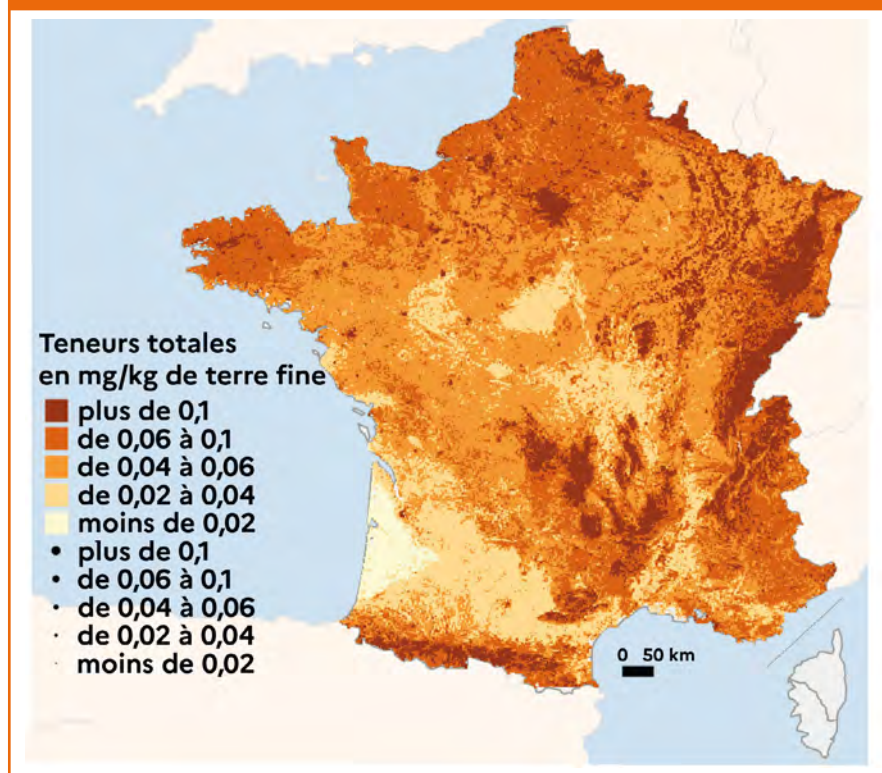 Teneurs totales
en mg/kg de terre fine
plus de 0,1
de 0,06 à 0,1
de 0,04 à 0,06
de 0,02 à 0,04
moins de 0,02
plus de 0,1
de 0,06 à 0,1
de 0,04 à 0,06
de 0,02 à 0,04
moins de 0,02
0 50 km